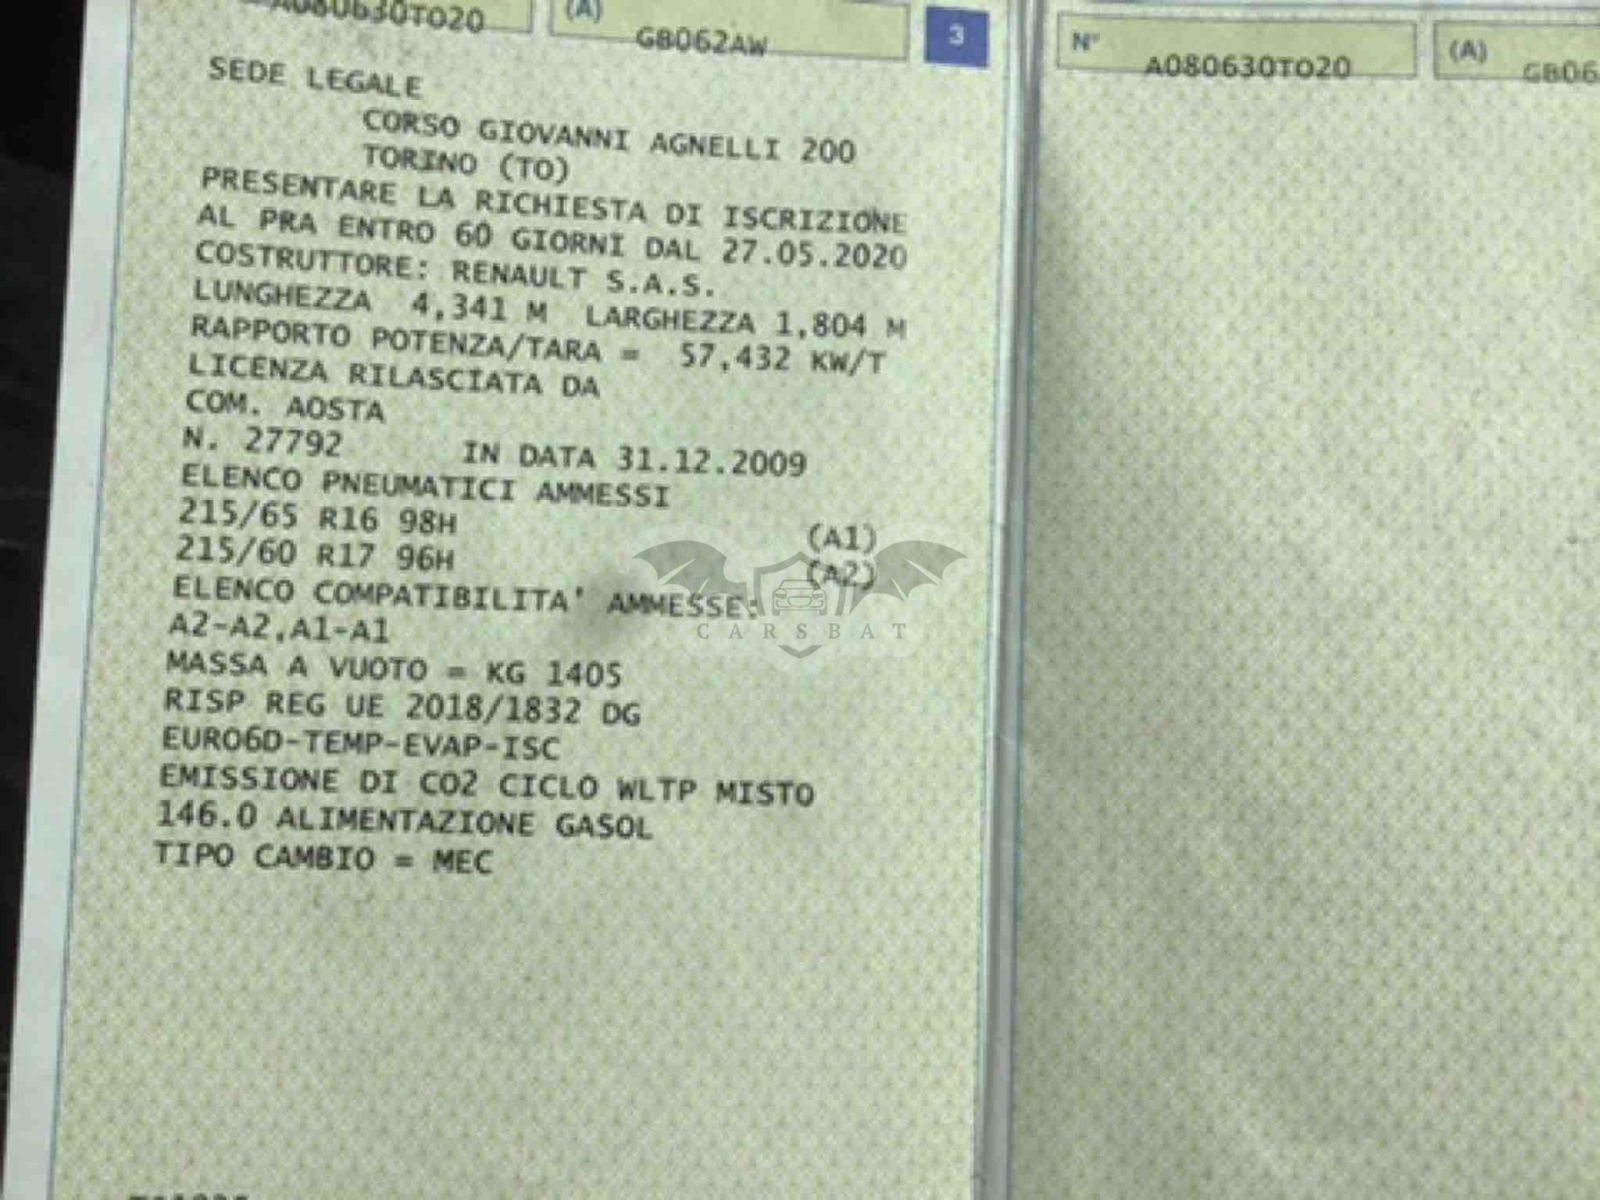 A080630TO20
(A)
GB062AW
3
SEDE LEGALE
CORSO GIOVANNI AGNELLI 200
TORINO (TO)
PRESENTARE LA RICHIESTA DI ISCRIZIONE
AL PRA ENTRO 60 GIORNI DAL 27.05.2020
COSTRUTTORE: RENAULT S.A.S.
LUNGHEZZA 4,341 M LARGHEZZA 1,804 M
RAPPORTO POTENZA/TARA = 57,432 KW/T
LICENZA RILASCIATA DA
COM. AOSTA
N. 27792 IN DATA 31.12.2009
ELENCO PNEUMATICI AMMESSI
215/65 R16 98H (A1)
215/60 R17 96H (A2)
ELENCO COMPATIBILITA' AMMESSE:
A2-A2,A1-A1
MASSA A VUOTO = KG 1405
RISP REG UE 2018/1832 DG
EURO6D-TEMP-EVAP-ISC
EMISSIONE DI CO2 CICLO WLTP MISTO
146.0 ALIMENTAZIONE GASOL
TIPO CAMBIO = MEC
N°
A080630TO20
(A)
GB06
CARSBAT